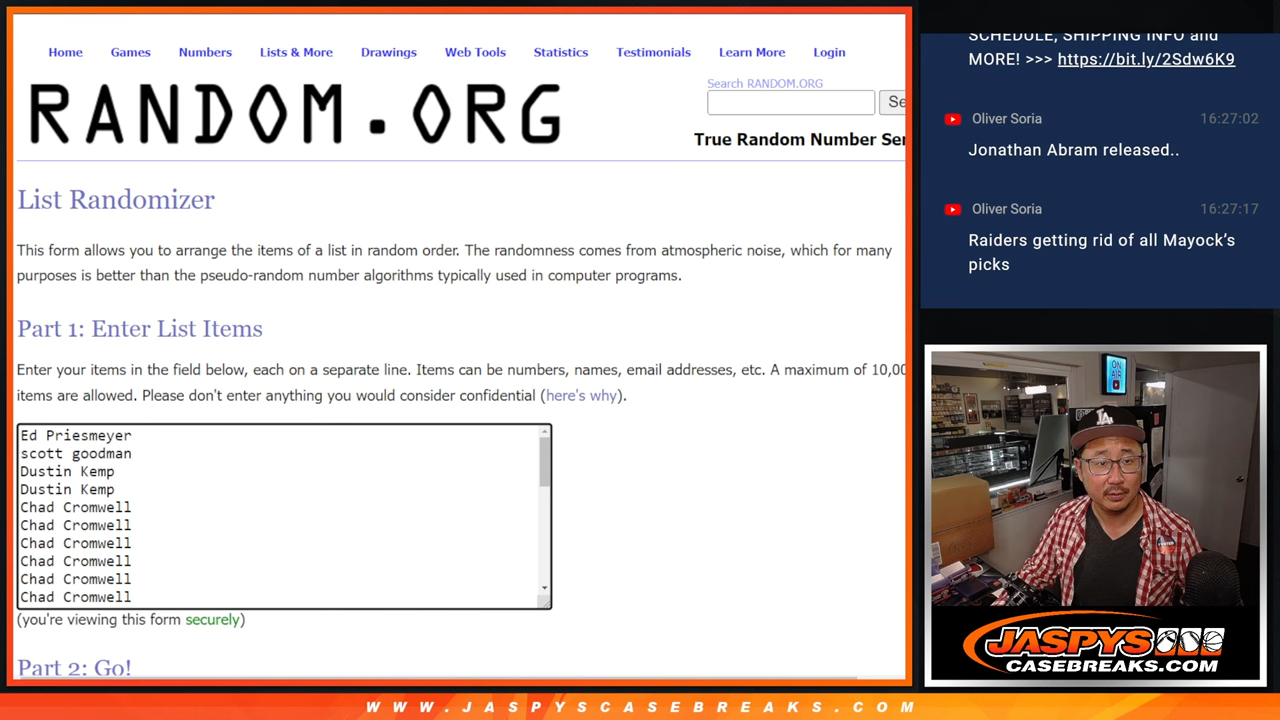 Home Games Numbers Lists & More Drawings Web Tools Statistics Testimonials Learn More Login
RANDOM.ORG
Search RANDOM.ORG
Se
True Random Number Ser
List Randomizer
This form allows you to arrange the items of a list in random order. The randomness comes from atmospheric noise, which for many
purposes is better than the pseudo-random number algorithms typically used in computer programs.
Part 1: Enter List Items
Enter your items in the field below, each on a separate line. Items can be numbers, names, email addresses, etc. A maximum of 10,00
items are allowed. Please don't enter anything you would consider confidential (here's why).
Ed Priesmeyer
scott goodman
Dustin Kemp
Dustin Kemp
Chad Cromwell
Chad Cromwell
Chad Cromwell
Chad Cromwell
Chad Cromwell
Chad Cromwell
(you're viewing this form securely)
Part 2: Go!
SCHEDULE, SHIPPING INFO and
MORE! >>> https://bit.ly/2Sdw6K9
Oliver Soria 16:27:02
Jonathan Abram released..
Oliver Soria 16:27:17
Raiders getting rid of all Mayock's
picks
ON
AIR
LA
JASPYS
CASEBREAKS.COM
WWW.JASPYSCASEBREAKS.COM